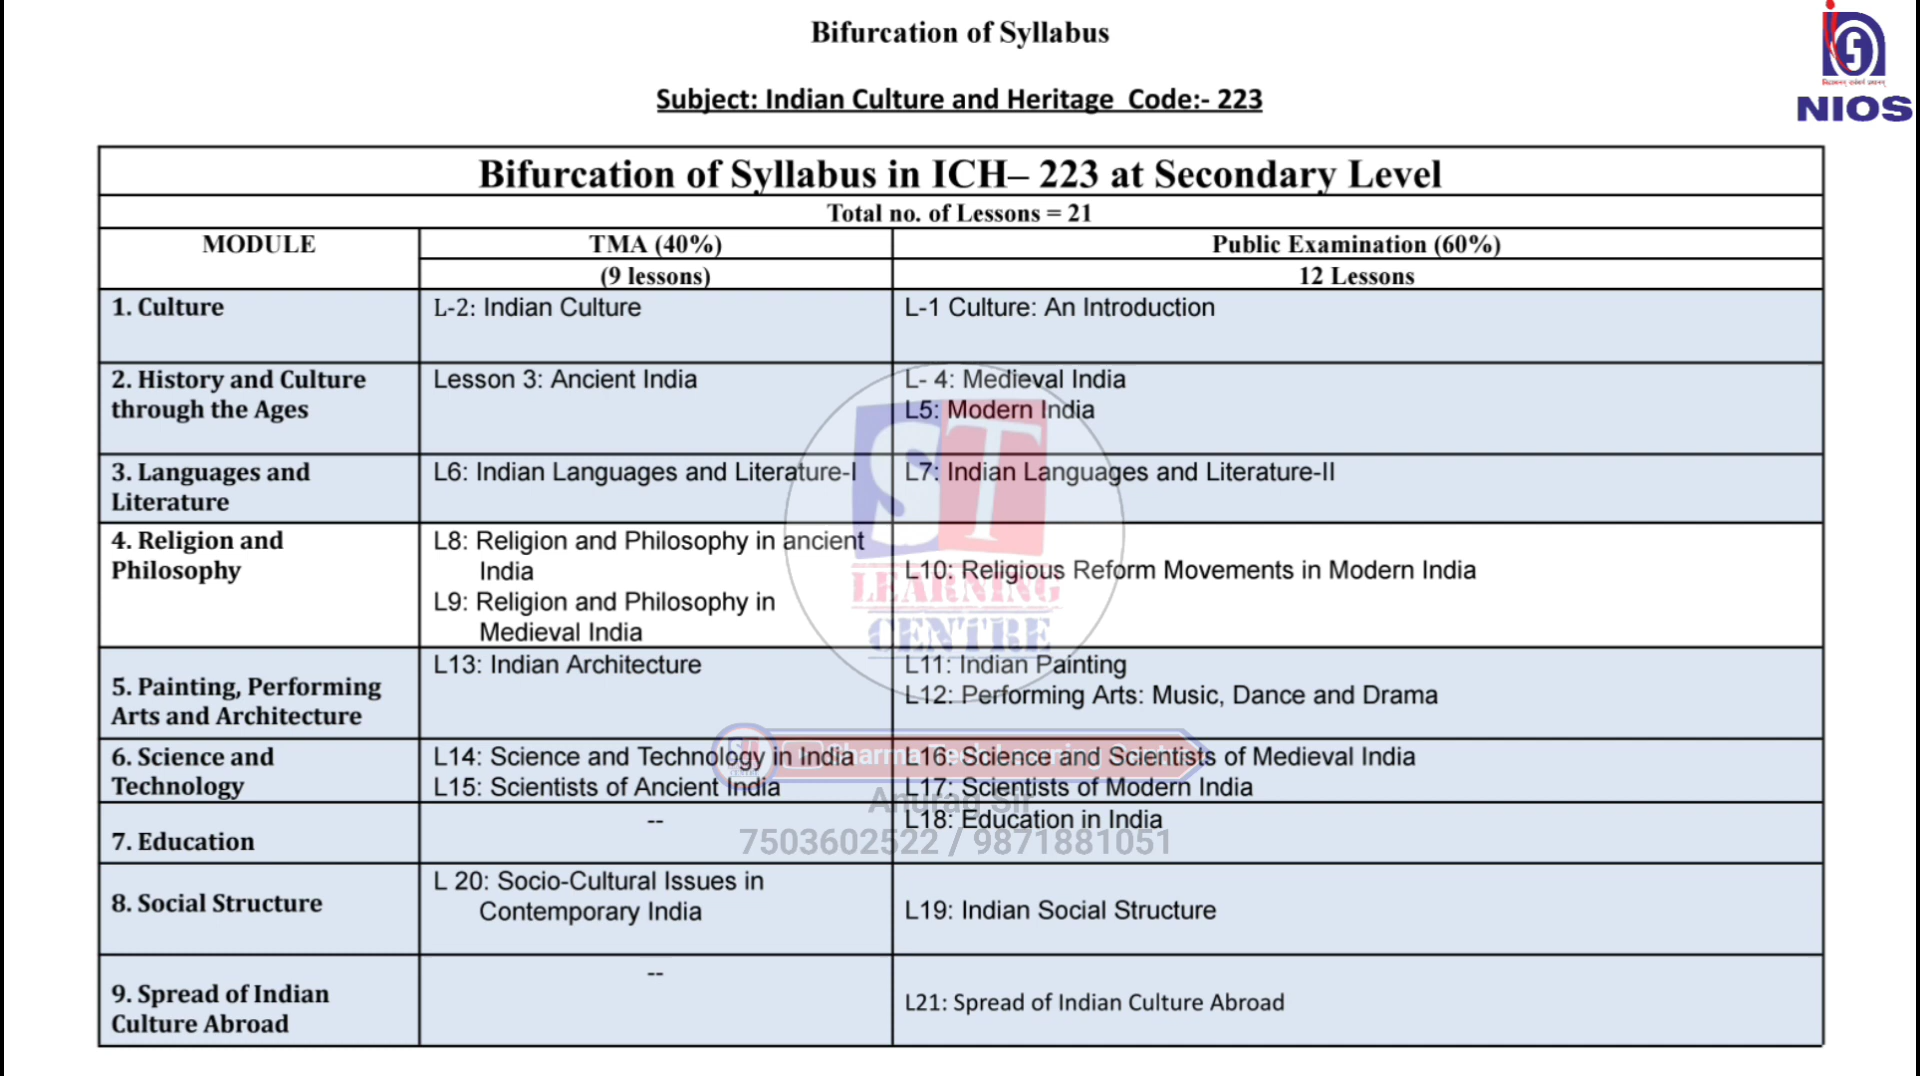 Bifurcation of Syllabus
NIOS
Subject: Indian Culture and Heritage  Code:- 223
Bifurcation of Syllabus in ICH– 223 at Secondary Level
Total no. of Lessons = 21
MODULE
TMA (40%)
Public Examination (60%)
(9 lessons)
12 Lessons
1. Culture
L-2: Indian Culture
L-1 Culture: An Introduction
2. History and Culture
through the Ages
Lesson 3: Ancient India
L- 4: Medieval India
L5: Modern India
3. Languages and
Literature
L6: Indian Languages and Literature-I
L7: Indian Languages and Literature-II
4. Religion and
Philosophy
L8: Religion and Philosophy in ancient
India
L9: Religion and Philosophy in
Medieval India
L10: Religious Reform Movements in Modern India
ST
LEARNING
CENTRE
5. Painting, Performing
Arts and Architecture
L13: Indian Architecture
L11: Indian Painting
L12: Performing Arts: Music, Dance and Drama
6. Science and
Technology
L14: Science and Technology in India
L15: Scientists of Ancient India
L16: Science and Scientists of Medieval India
L17: Scientists of Modern India
Sharma Tech Learning
Anurag Sir
7503602522 / 9871881051
7. Education
--
L18: Education in India
8. Social Structure
L 20: Socio-Cultural Issues in
Contemporary India
L19: Indian Social Structure
9. Spread of Indian
Culture Abroad
--
L21: Spread of Indian Culture Abroad